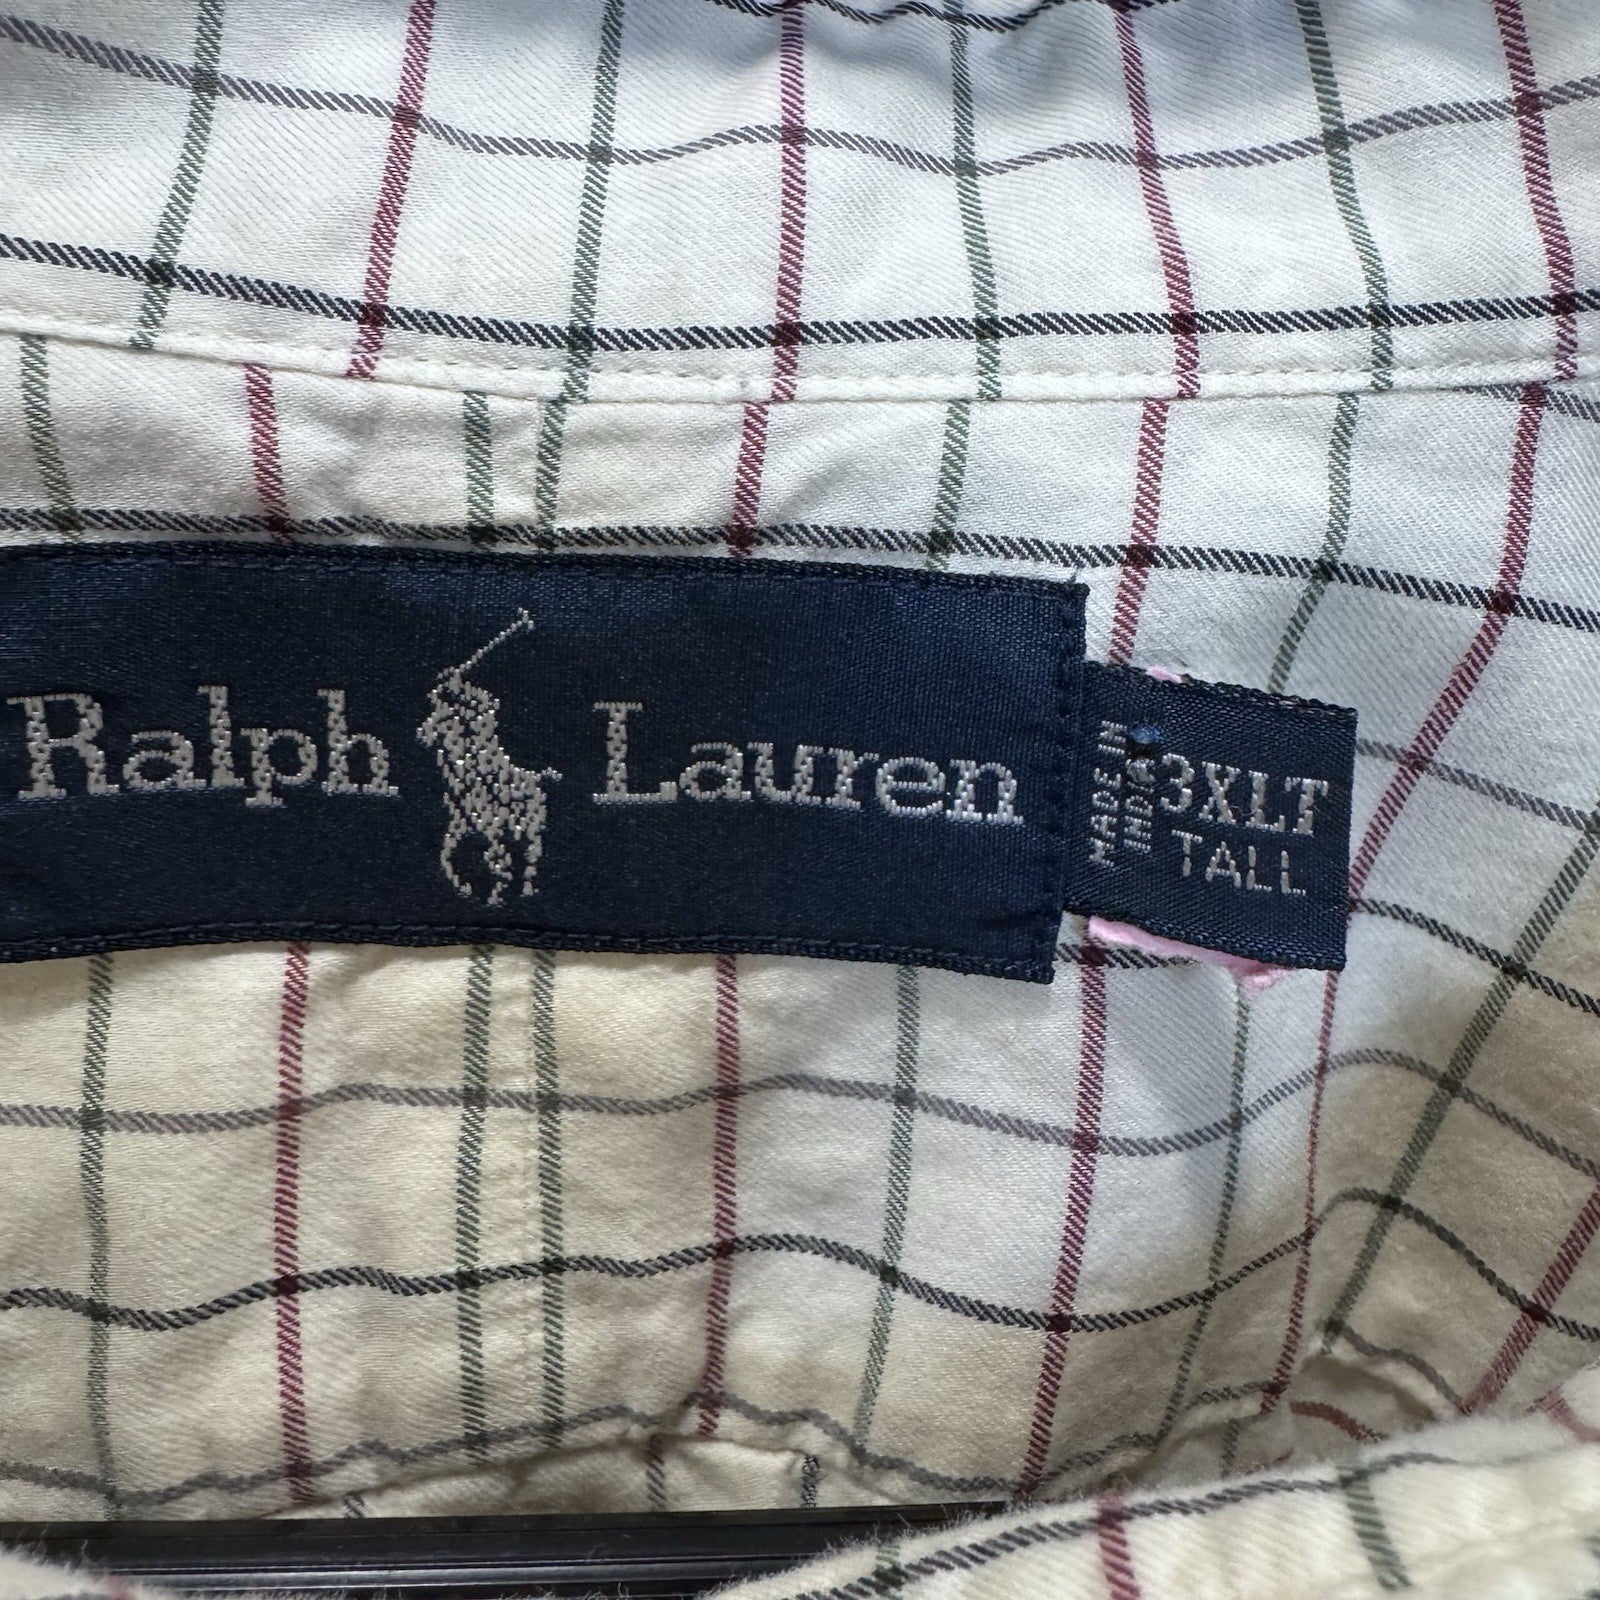 Ralph Lauren
MADE IN
INDIA
3XLT
TALL